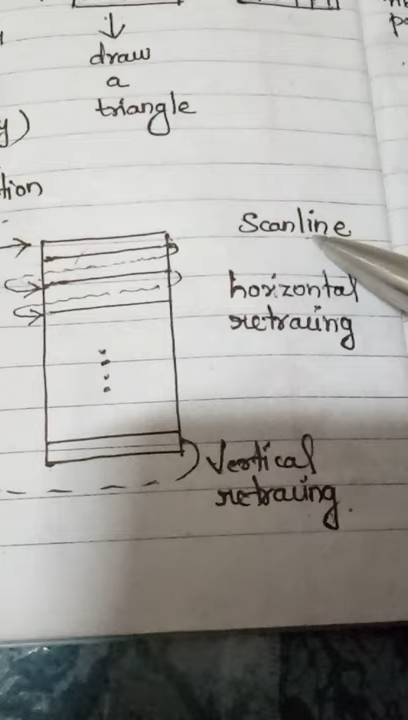 draw
a
triangle
y)
tion
Scanline
horizontal
retracing
Vertical
retracing.